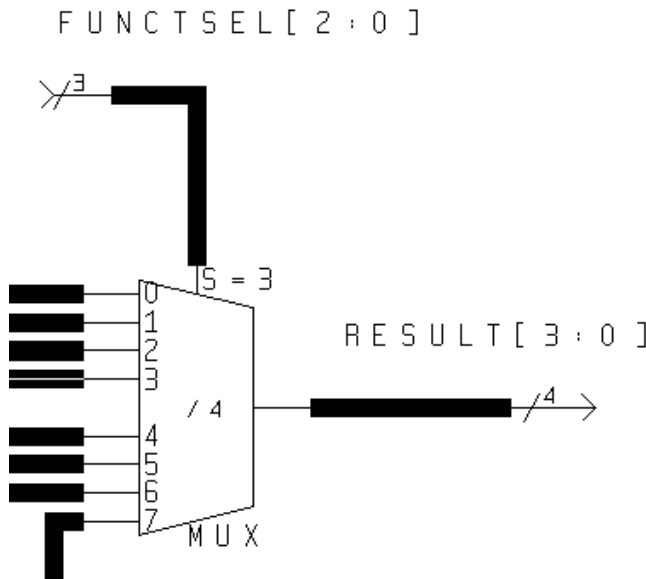 FUNCTSEL[2:0]
3
S=3
0
1
2
RESULT[3:0]
3
/4
4
4
5
6
7
MUX